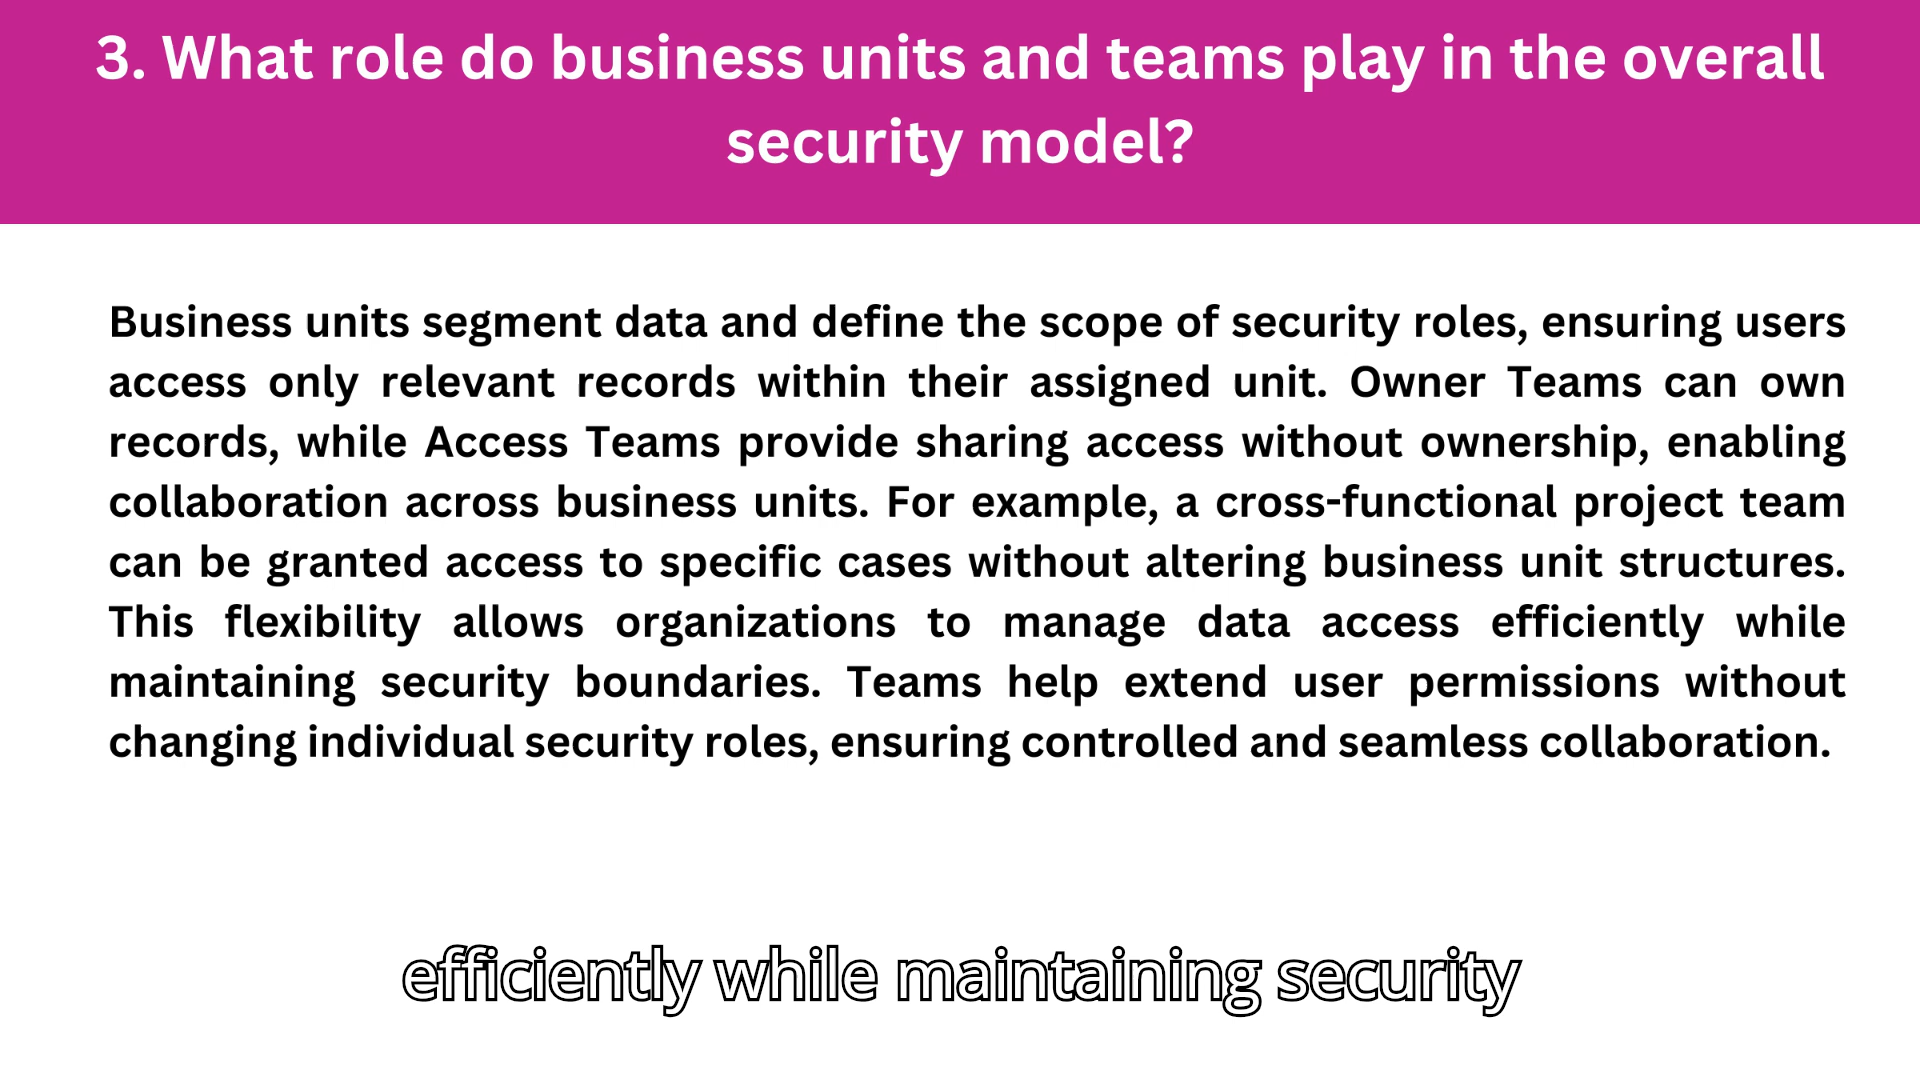 3. What role do business units and teams play in the overall
security model?
Business units segment data and define the scope of security roles, ensuring users
access only relevant records within their assigned unit. Owner Teams can own
records, while Access Teams provide sharing access without ownership, enabling
collaboration across business units. For example, a cross-functional project team
can be granted access to specific cases without altering business unit structures.
This flexibility allows organizations to manage data access efficiently while
maintaining security boundaries. Teams help extend user permissions without
changing individual security roles, ensuring controlled and seamless collaboration.
efficiently while maintaining security